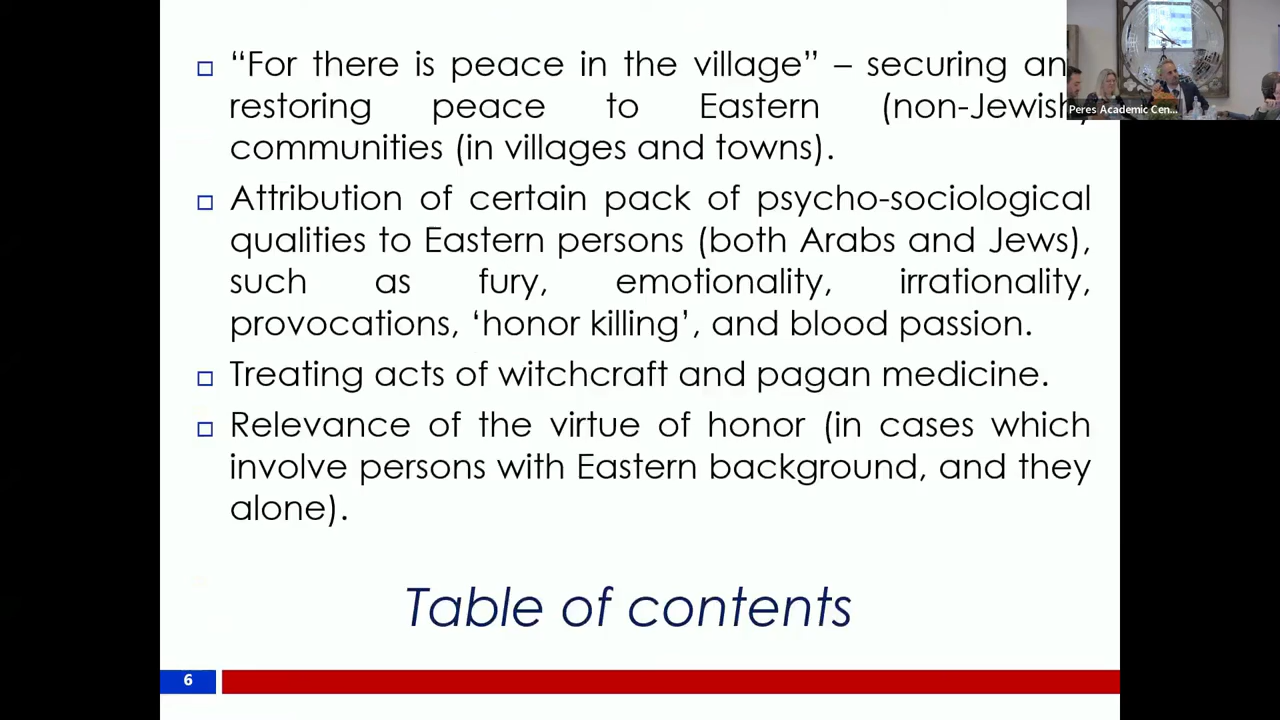 “For there is peace in the village” – securing an
restoring peace to Eastern (non-Jewish)
communities (in villages and towns).
Attribution of certain pack of psycho-sociological
qualities to Eastern persons (both Arabs and Jews),
such as fury, emotionality, irrationality,
provocations, ‘honor killing’, and blood passion.
Treating acts of witchcraft and pagan medicine.
Relevance of the virtue of honor (in cases which
involve persons with Eastern background, and they
alone).
Table of contents
6
Peres Academic Cen...